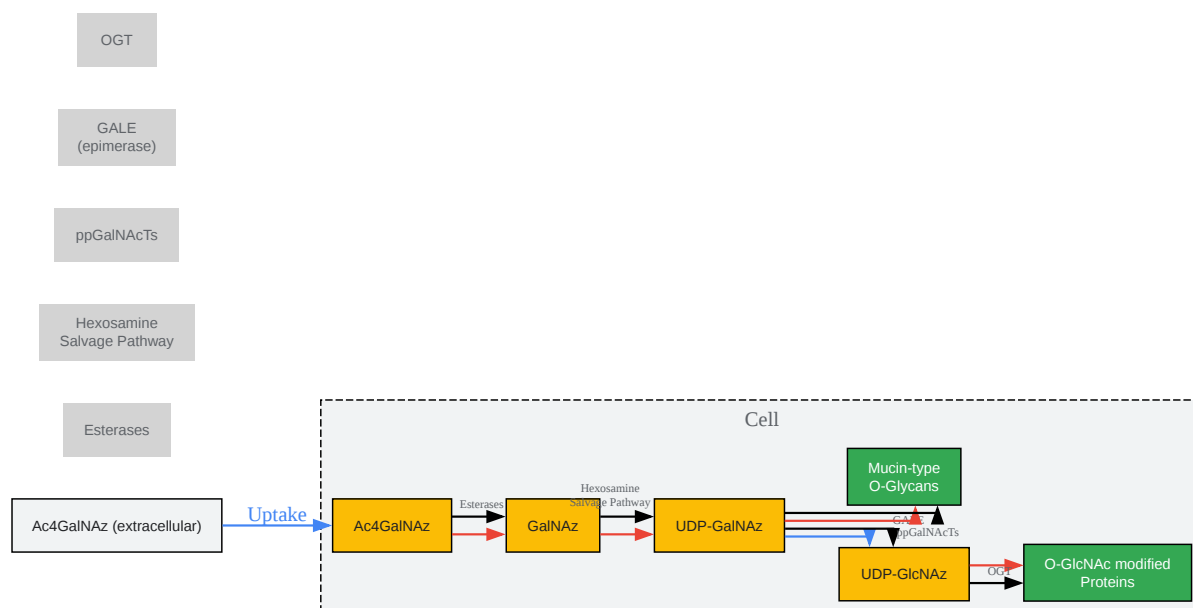 OGT
GALE
(epimerase)
ppGalNAcTs
Hexosamine
Salvage Pathway
Esterases
Cell
Ac4GalNAz (extracellular)
Uptake
Ac4GalNAz
Esterases
GalNAz
Hexosamine
Salvage Pathway
UDP-GalNAz
Mucin-type
O-Glycans
GALE
ppGalNAcTs
UDP-GlcNAz
OGT
O-GlcNAc modified
Proteins